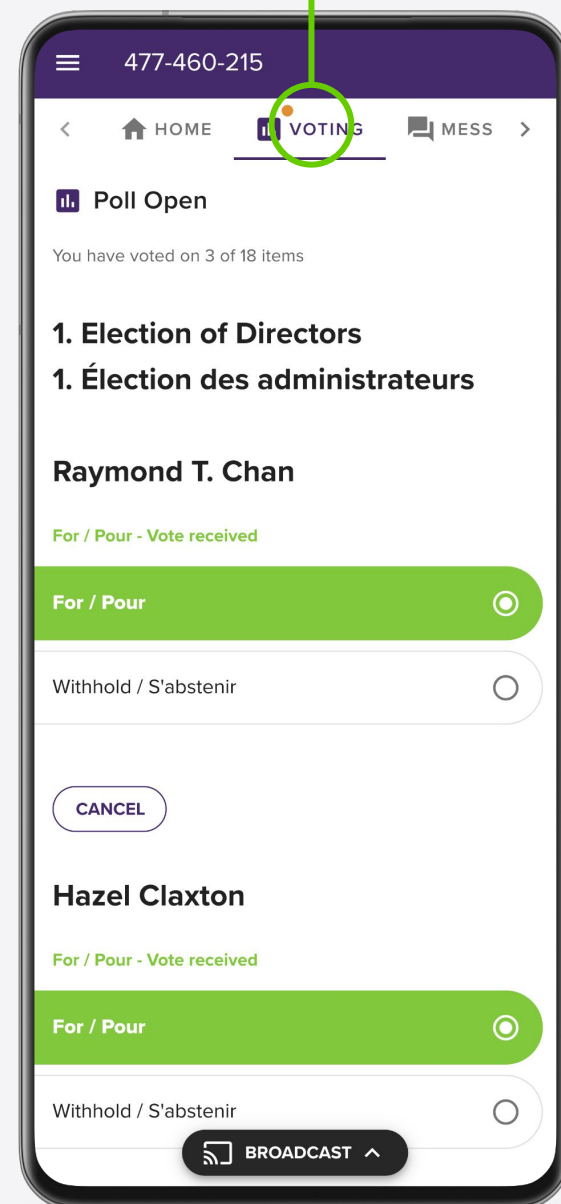 477-460-215
HOME VOTING MESS
Poll Open
You have voted on 3 of 18 items
1. Election of Directors
1. Élection des administrateurs
Raymond T. Chan
For / Pour - Vote received
For / Pour
Withhold / S'abstenir
CANCEL
Hazel Claxton
For / Pour - Vote received
For / Pour
Withhold / S'abstenir
BROADCAST